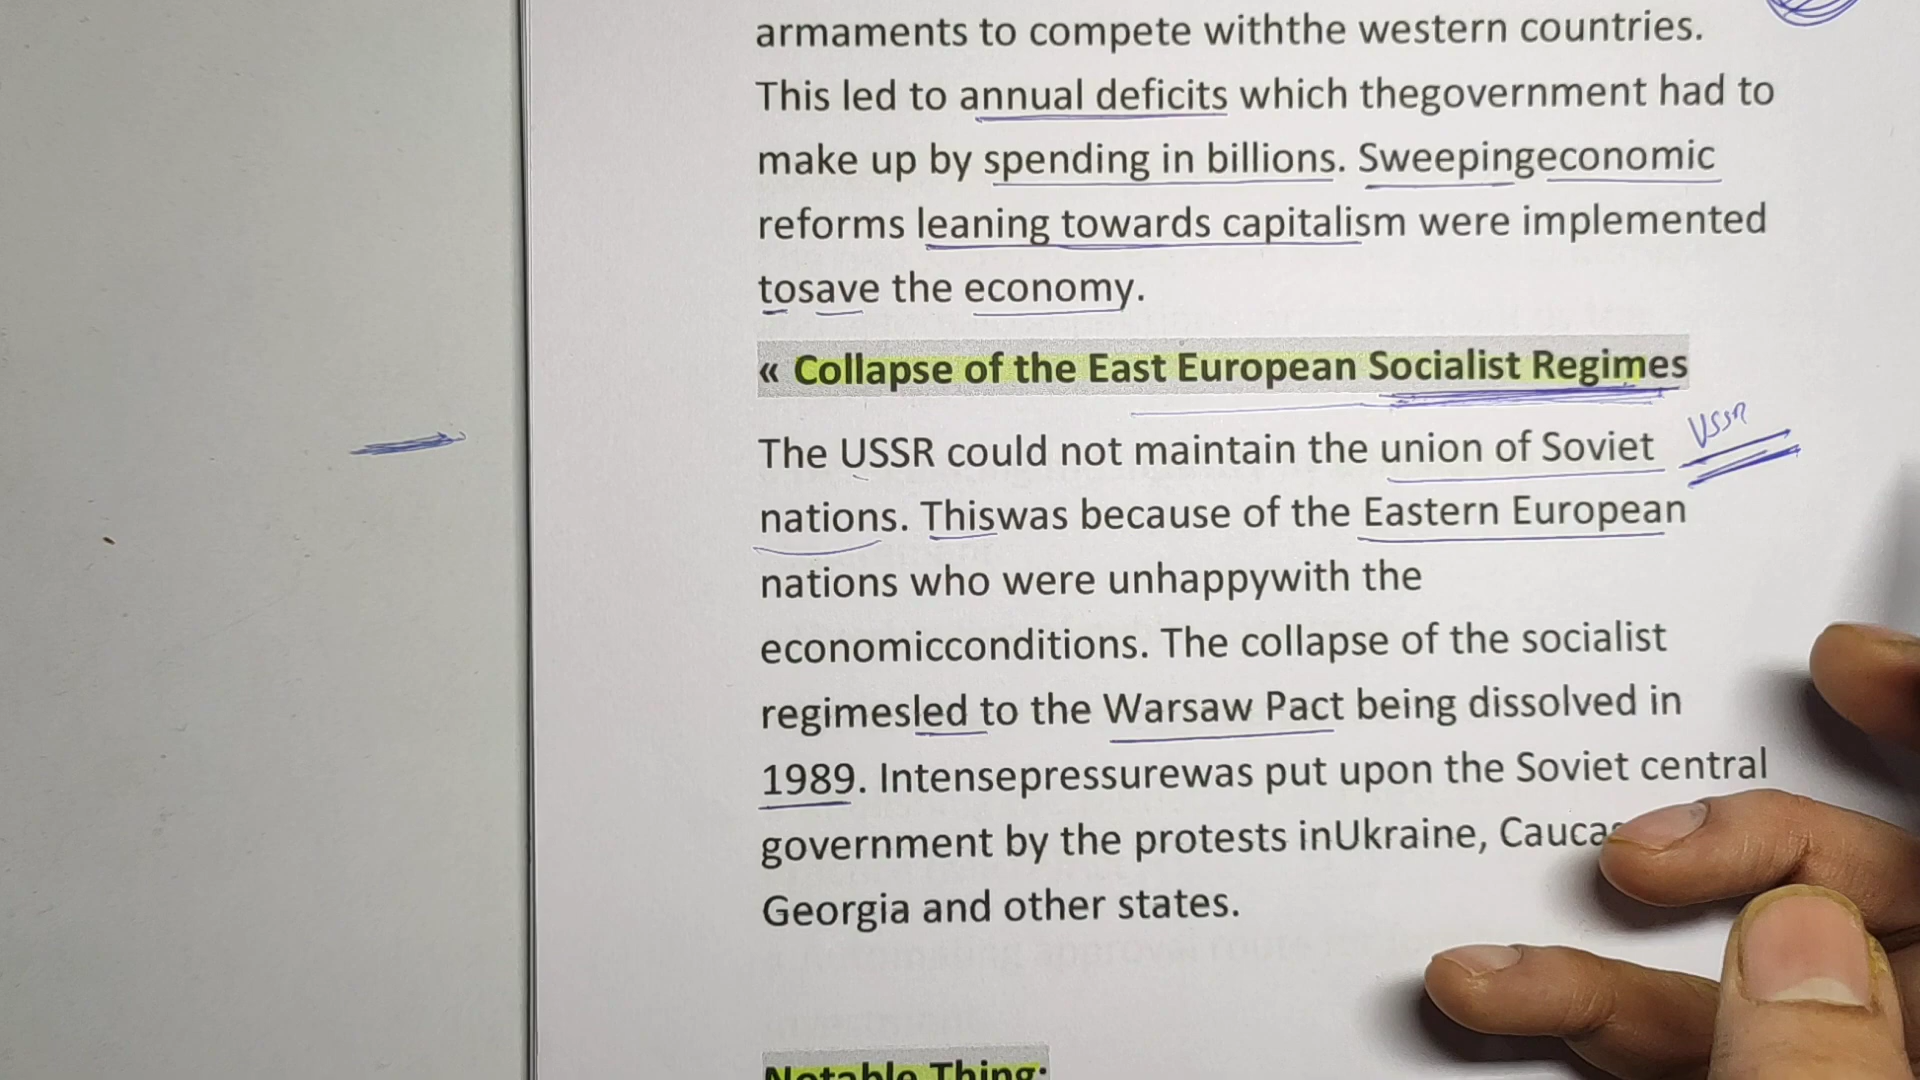 armaments to compete withthe western countries.
This led to annual deficits which thegovernment had to
make up by spending in billions. Sweepingeconomic
reforms leaning towards capitalism were implemented
tosave the economy.
« Collapse of the East European Socialist Regimes
The USSR could not maintain the union of Soviet
USSR
nations. Thiswas because of the Eastern European
nations who were unhappywith the
economicconditions. The collapse of the socialist
regimesled to the Warsaw Pact being dissolved in
1989. Intensepressurewas put upon the Soviet central
government by the protests inUkraine,
Georgia and other states.
Notable Thing: